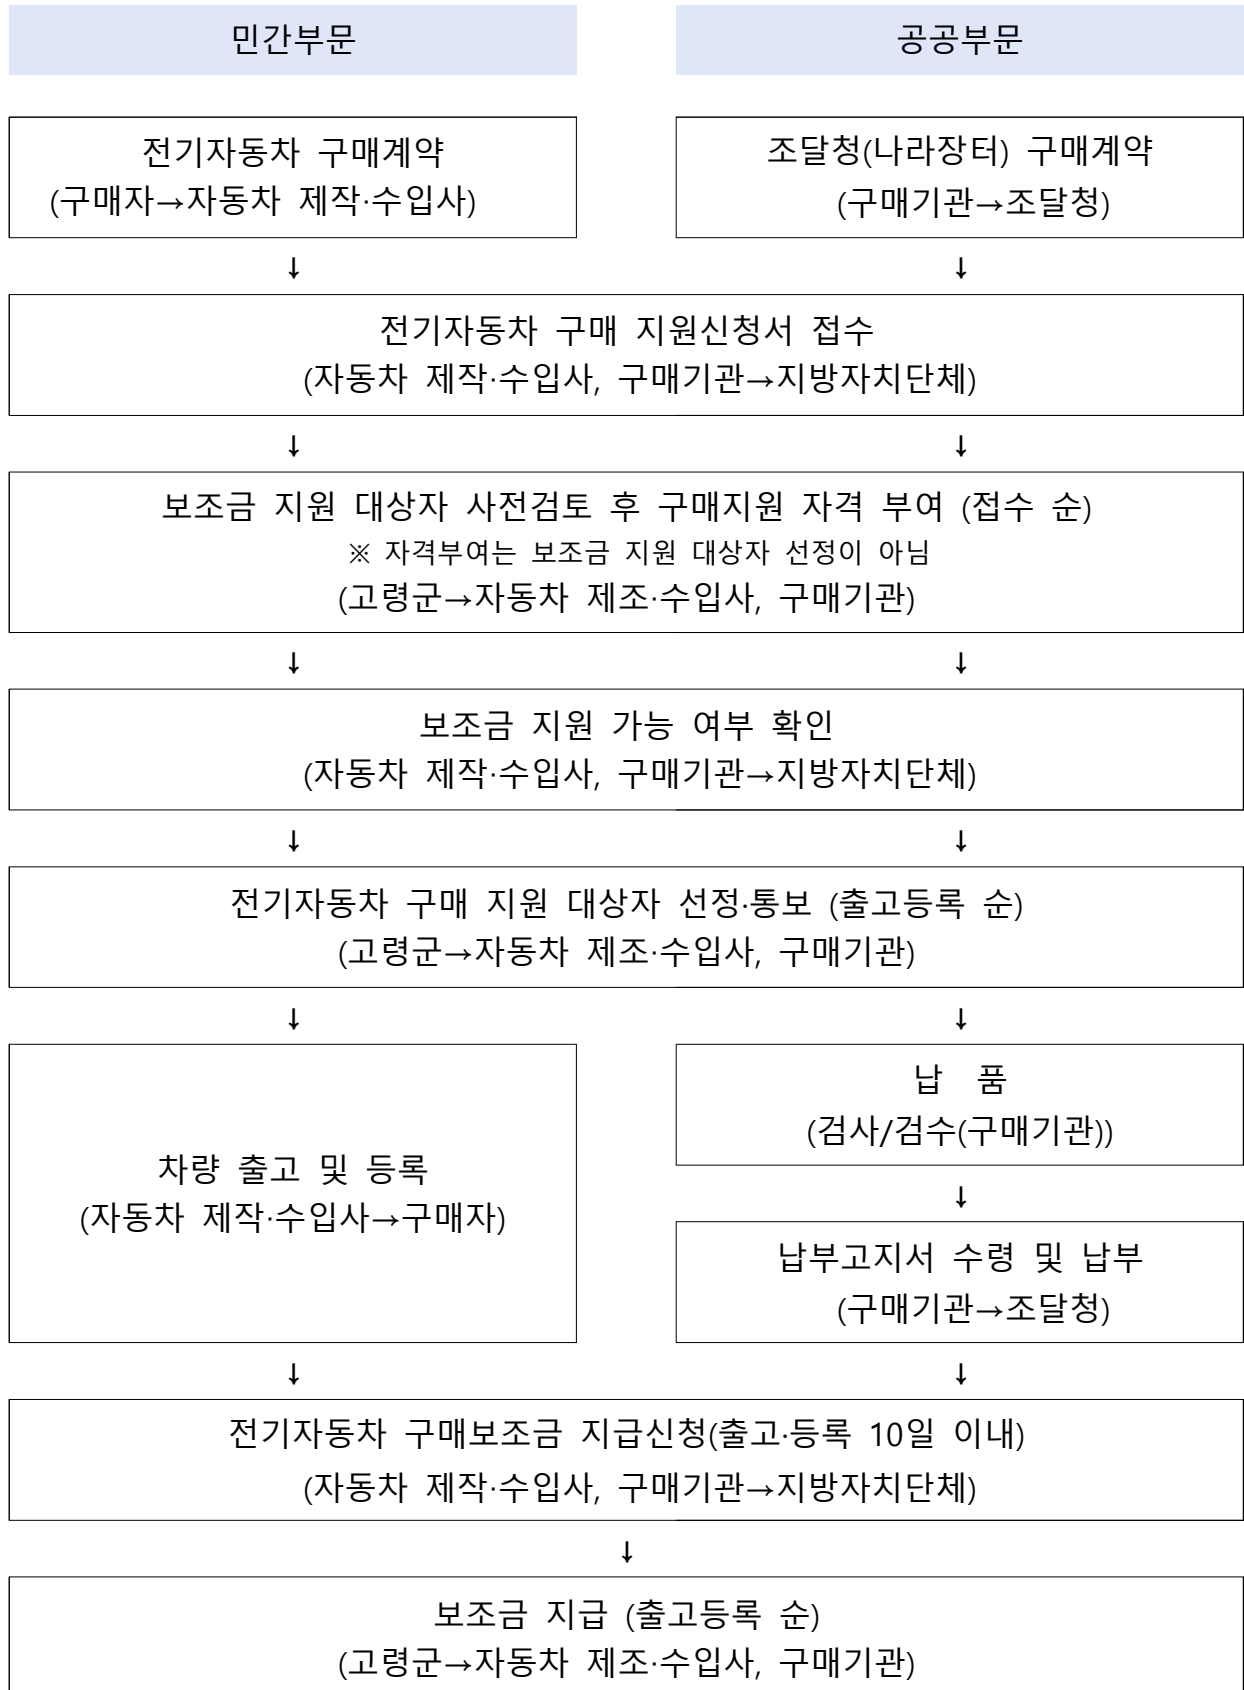 민간부문
공공부문
전기자동차 구매계약
(구매자→자동차 제작·수입사)
조달청(나라장터) 구매계약
(구매기관→조달청)
↓
↓
전기자동차 구매 지원신청서 접수
(자동차 제작·수입사, 구매기관→지방자치단체)
↓
↓
보조금 지원 대상자 사전검토 후 구매지원 자격 부여 (접수 순)
※ 자격부여는 보조금 지원 대상자 선정이 아님
(고령군→자동차 제조·수입사, 구매기관)
↓
↓
보조금 지원 가능 여부 확인
(자동차 제작·수입사, 구매기관→지방자치단체)
↓
↓
전기자동차 구매 지원 대상자 선정·통보 (출고등록 순)
(고령군→자동차 제조·수입사, 구매기관)
↓
↓
차량 출고 및 등록
(자동차 제작·수입사→구매자)
납 품
(검사/검수(구매기관))
↓
납부고지서 수령 및 납부
(구매기관→조달청)
↓
↓
전기자동차 구매보조금 지급신청(출고·등록 10일 이내)
(자동차 제작·수입사, 구매기관→지방자치단체)
↓
보조금 지급 (출고등록 순)
(고령군→자동차 제조·수입사, 구매기관)